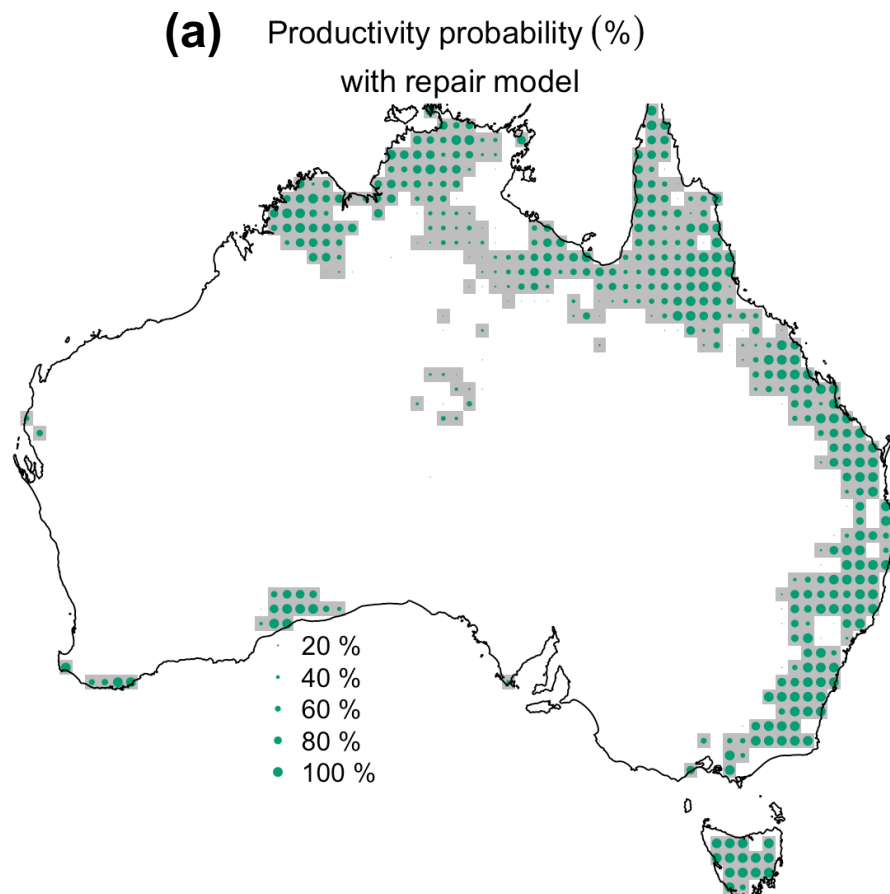 (a) Productivity probability (%)
with repair model
20 %
40 %
60 %
80 %
100 %